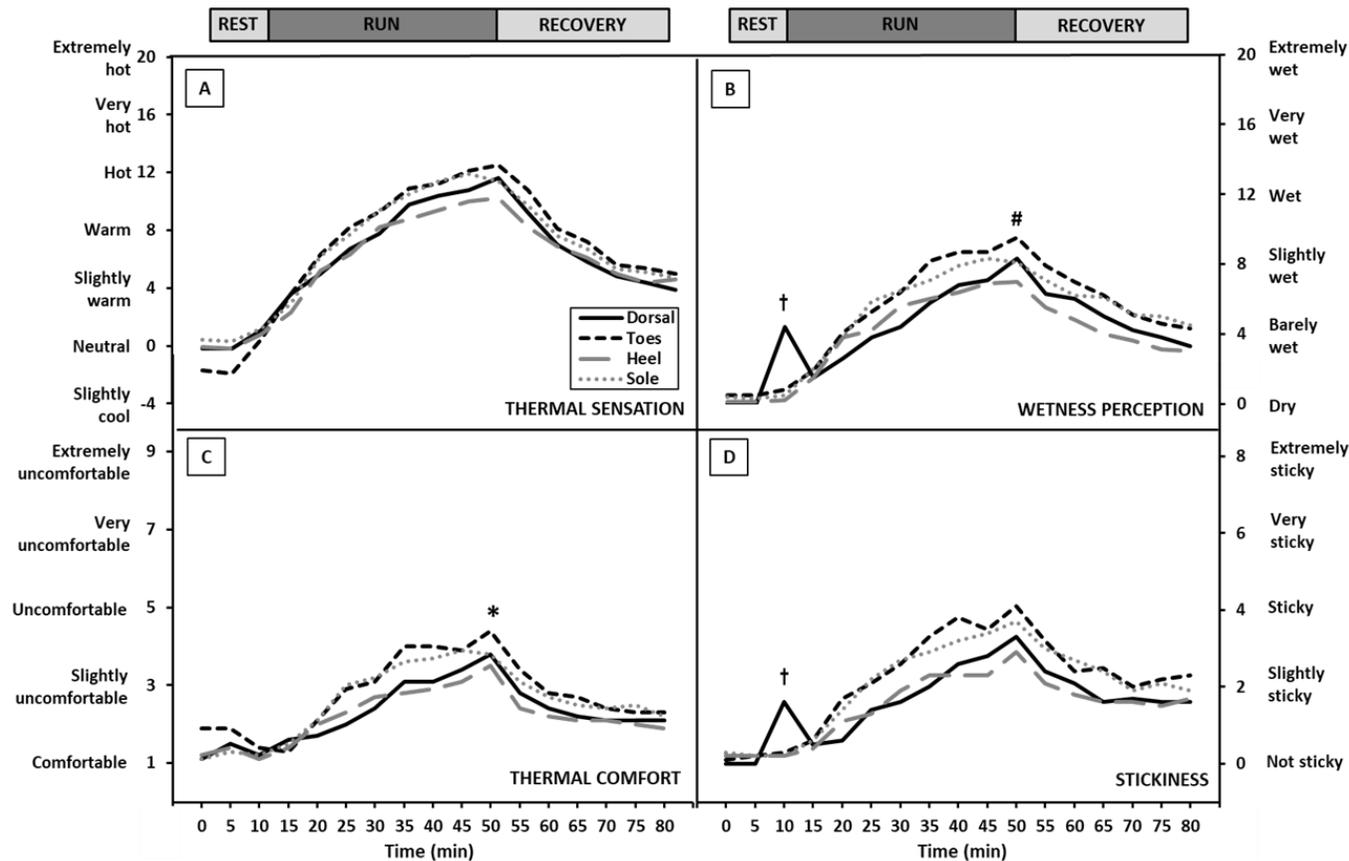 REST RUN RECOVERY
REST RUN RECOVERY
Extremely
hot
20
Very
hot
16
Hot 12
Warm 8
Slightly
warm
4
Neutral 0
Slightly
cool
-4
A
Dorsal
Toes
Heel
Sole
THERMAL SENSATION
B
†
#
WETNESS PERCEPTION
20 Extremely
wet
16 Very
wet
12 Wet
8 Slightly
wet
4 Barely
wet
0 Dry
Extremely
uncomfortable
9
Very
uncomfortable
7
Uncomfortable 5
Slightly
uncomfortable
3
Comfortable 1
C
*
THERMAL COMFORT
D
†
STICKINESS
8 Extremely
sticky
6 Very
sticky
4 Sticky
2 Slightly
sticky
0 Not sticky
0 5 10 15 20 25 30 35 40 45 50 55 60 65 70 75 80
Time (min)
0 5 10 15 20 25 30 35 40 45 50 55 60 65 70 75 80
Time (min)